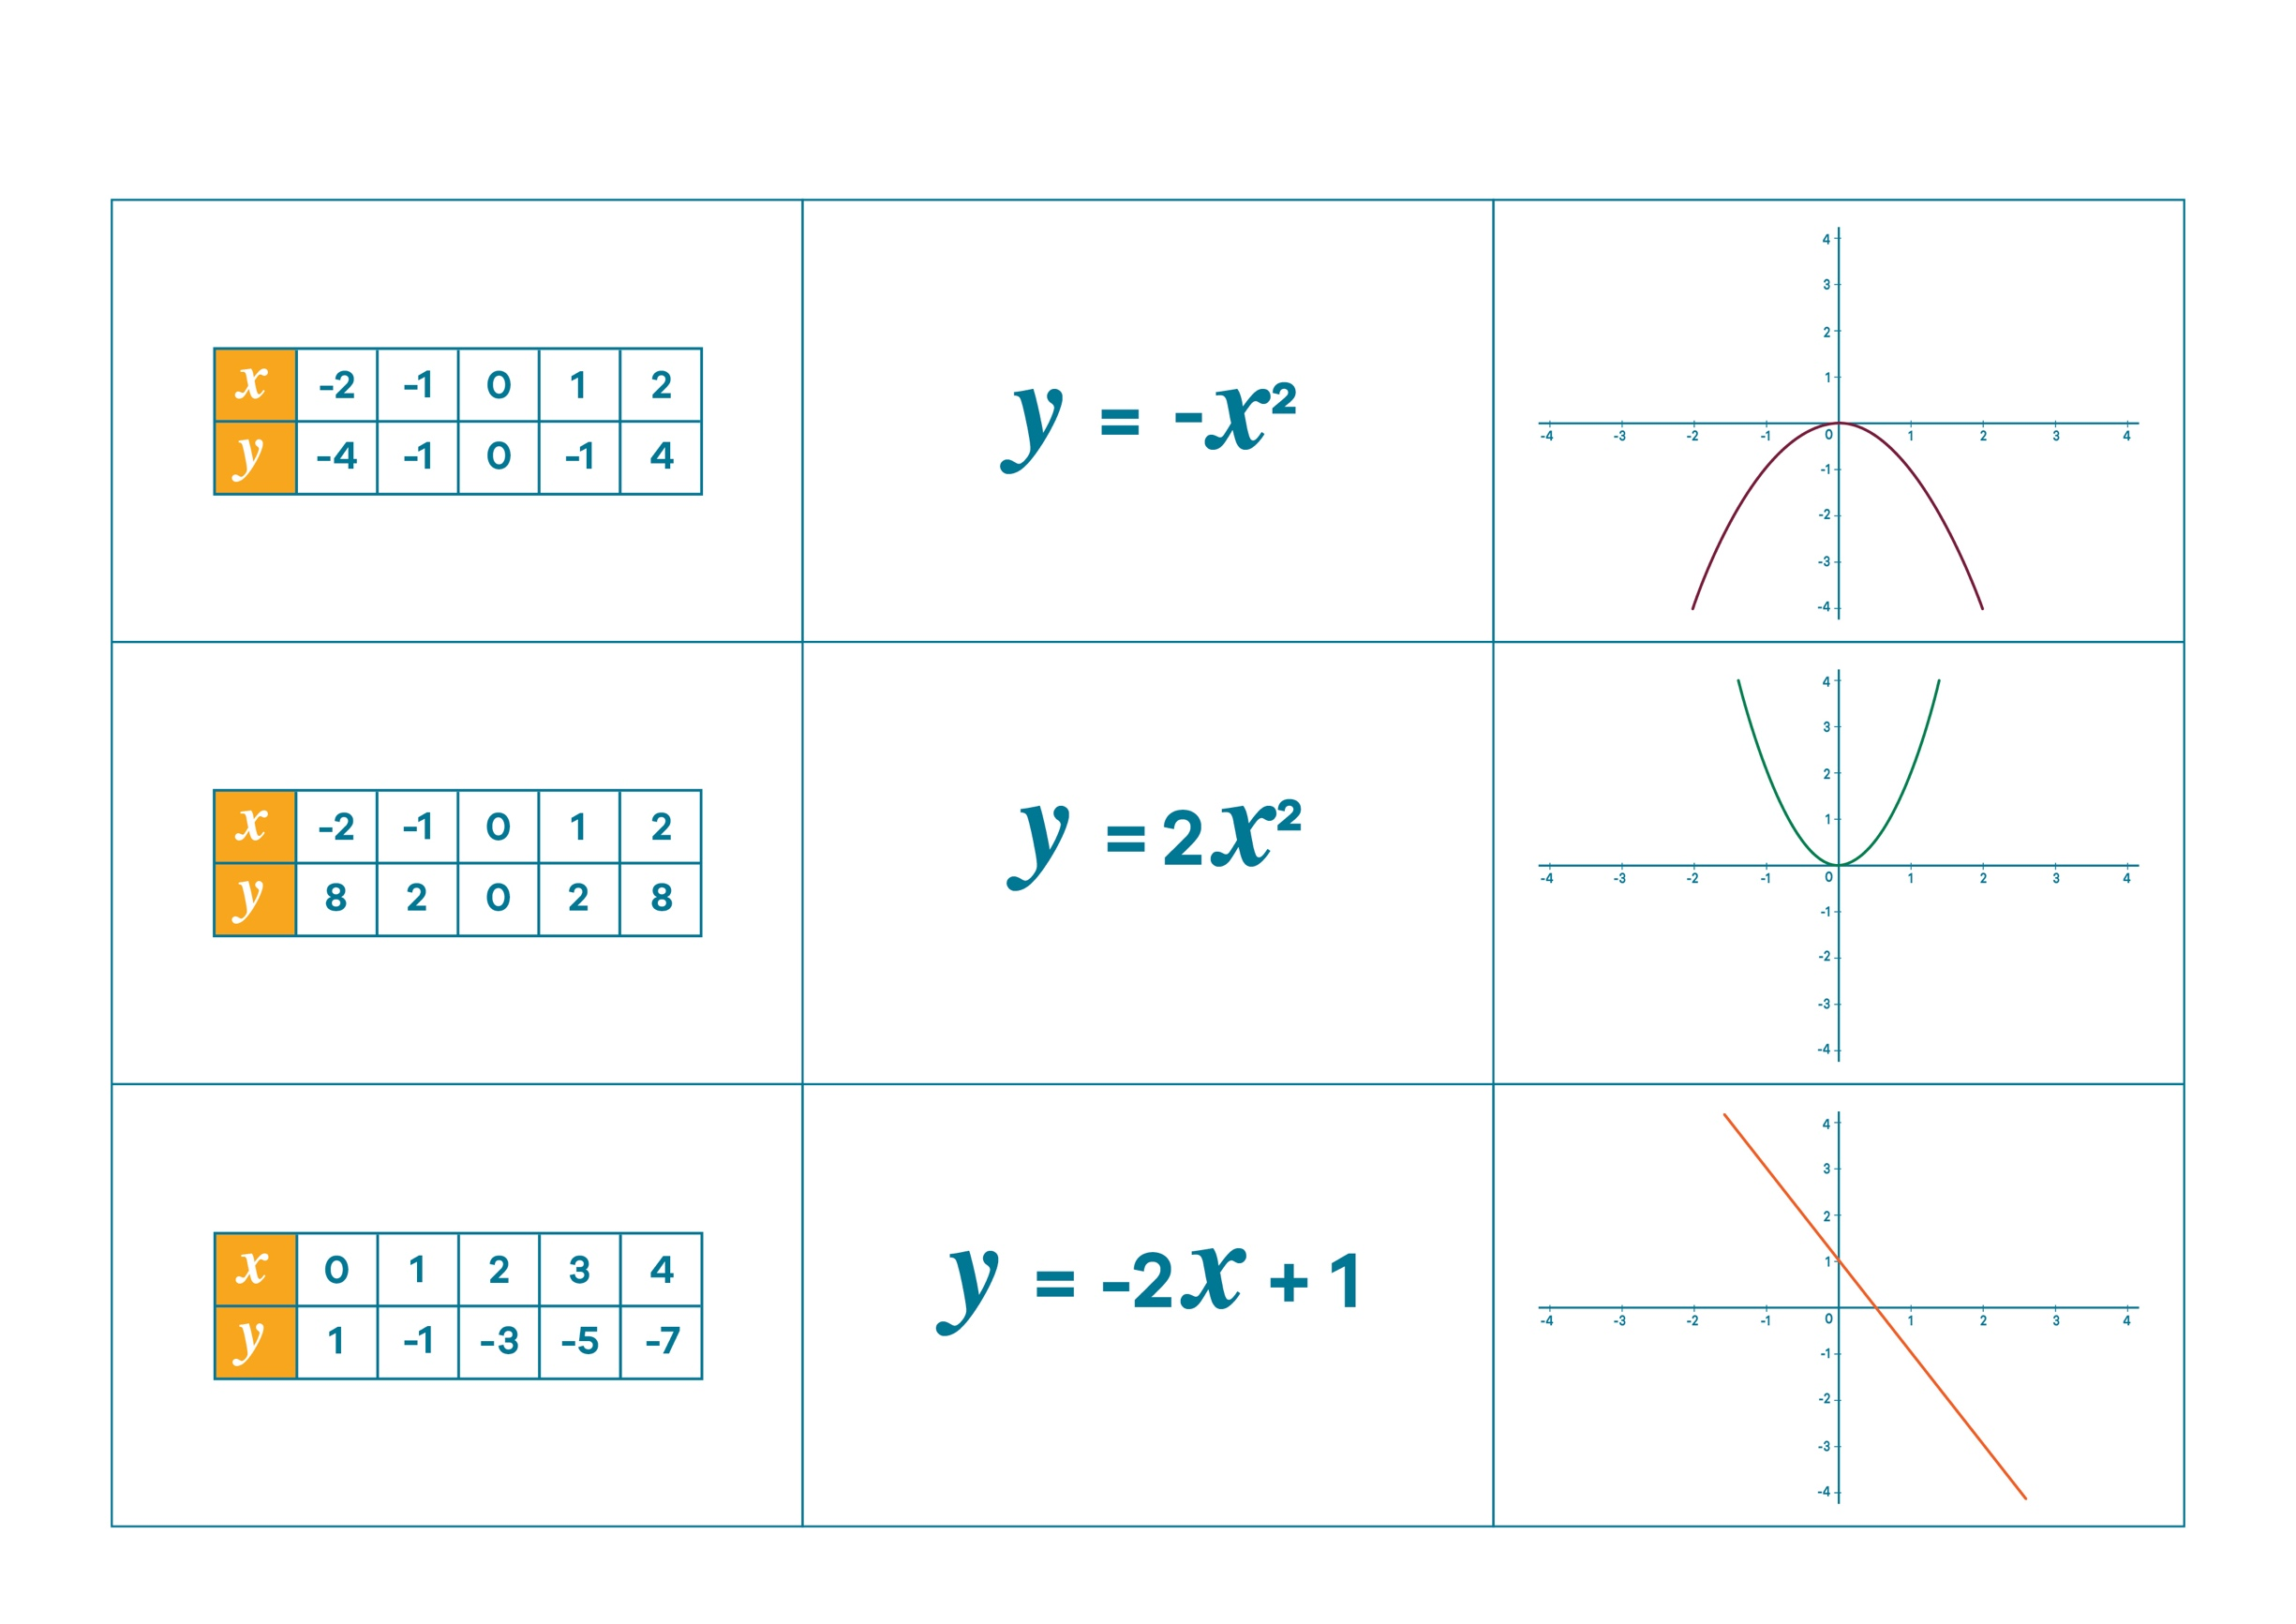 x -2 -1 0 1 2
y -4 -1 0 -1 4
y = -x²
4
3
2
1
-4 -3 -2 -1 0 1 2 3 4
-1
-2
-3
-4
x -2 -1 0 1 2
y 8 2 0 2 8
y = 2x²
4
3
2
1
-4 -3 -2 -1 0 1 2 3 4
-1
-2
-3
-4
x 0 1 2 3 4
y 1 -1 -3 -5 -7
y = -2x + 1
4
3
2
1
-4 -3 -2 -1 0 1 2 3 4
-1
-2
-3
-4